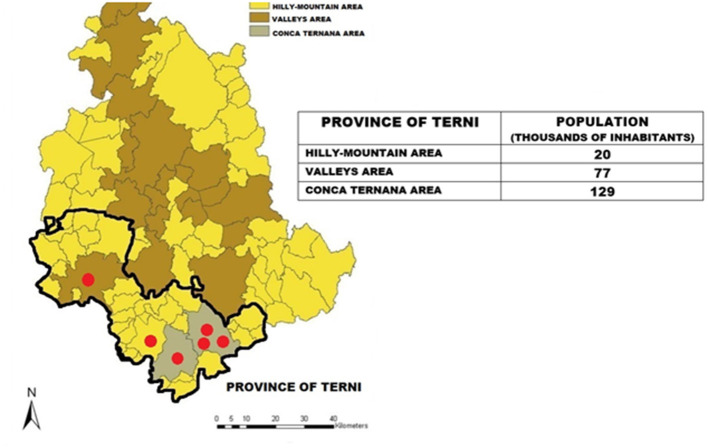 HILLY-MOUNTAIN AREA
VALLEYS AREA
CONCA TERNANA AREA
PROVINCE OF TERNI POPULATION
(THOUSANDS OF INHABITANTS)
HILLY-MOUNTAIN AREA 20
VALLEYS AREA 77
CONCA TERNANA AREA 129
PROVINCE OF TERNI
N
0 5 10 20 30 40
Kilometers